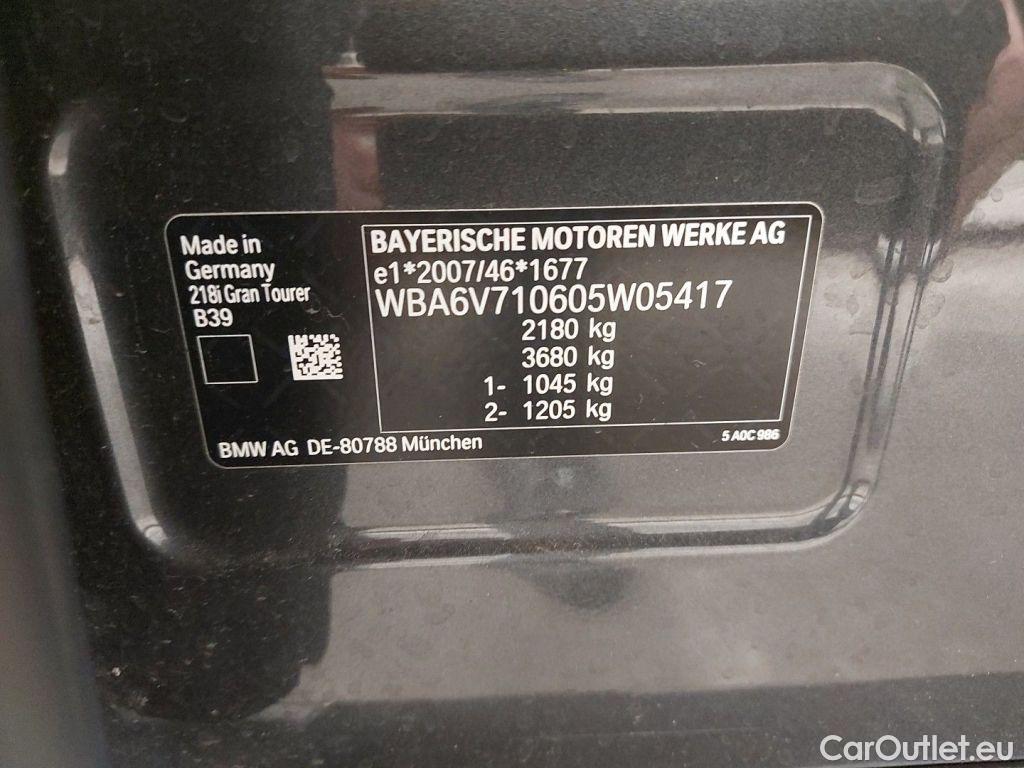 Made in
Germany
218i Gran Tourer
B39
BAYERISCHE MOTOREN WERKE AG
e1*2007/46*1677
WBA6V710605W05417
2180 kg
3680 kg
1- 1045 kg
2- 1205 kg
BMW AG DE-80788 München
5 A0C 986
CarOutlet.eu